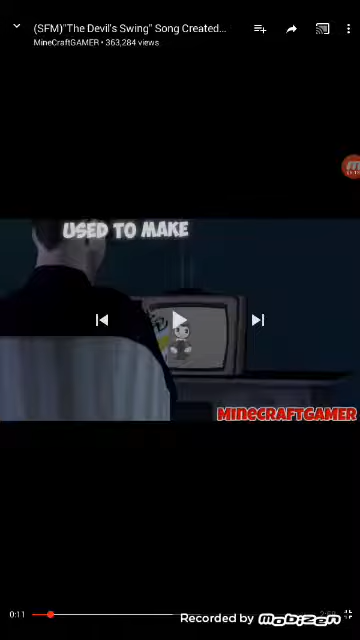 (SFM)"The Devil's Swing" Song Created...
MineCraftGAMER • 363,284 views
USED TO MAKE
MINECRAFTGAMER
0:11
Recorded by MOBIZEN